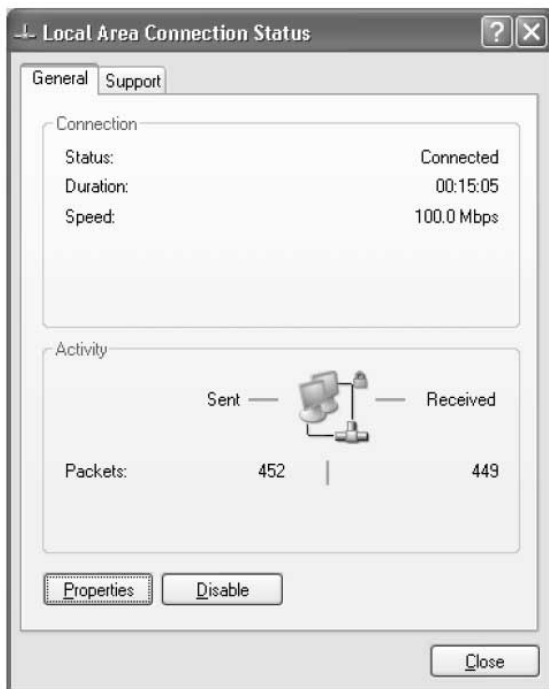 Local Area Connection Status
General Support
Connection
Status: Connected
Duration: 00:15:05
Speed: 100.0 Mbps
Activity
Sent Received
Packets: 452 449
Properties Disable
Close